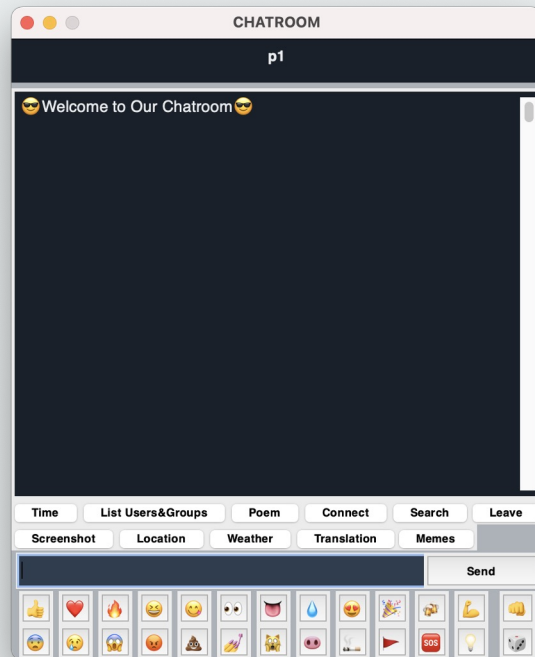 CHATROOM
p1
😎Welcome to Our Chatroom😎
Time List Users&Groups Poem Connect Search Leave
Screenshot Location Weather Translation Memes
Send
SOS